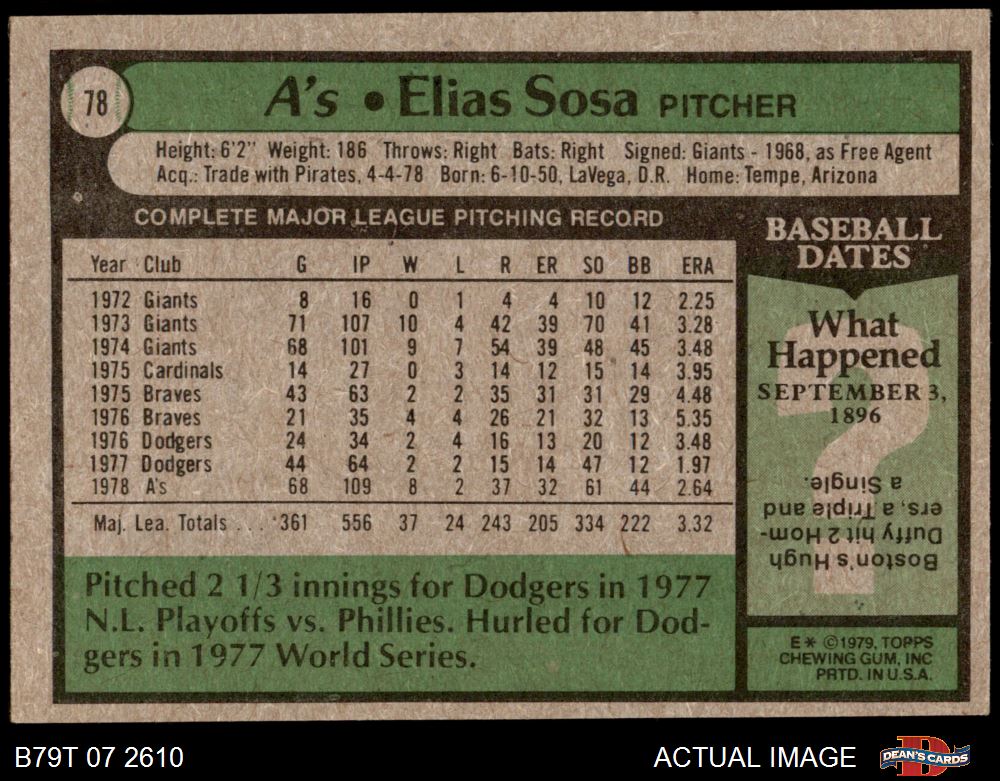 78
A's • Elias Sosa PITCHER
Height: 6'2" Weight: 186 Throws: Right Bats: Right Signed: Giants - 1968, as Free Agent
Acq.: Trade with Pirates, 4-4-78 Born: 6-10-50, LaVega, D.R. Home: Tempe, Arizona
COMPLETE MAJOR LEAGUE PITCHING RECORD
Year Club G IP W L R ER SO BB ERA
1972 Giants 8 16 0 1 4 4 10 12 2.25
1973 Giants 71 107 10 4 42 39 70 41 3.28
1974 Giants 68 101 9 7 54 39 48 45 3.48
1975 Cardinals 14 27 0 3 14 12 15 14 3.95
1975 Braves 43 63 2 2 35 31 31 29 4.48
1976 Braves 21 35 4 4 26 21 32 13 5.35
1976 Dodgers 24 34 2 4 16 13 20 12 3.48
1977 Dodgers 44 64 2 2 15 14 47 12 1.97
1978 A's 68 109 8 2 37 32 61 44 2.64
Maj. Lea. Totals . . . 361 556 37 24 243 205 334 222 3.32
Pitched 2 1/3 innings for Dodgers in 1977
N.L. Playoffs vs. Phillies. Hurled for Dod-
gers in 1977 World Series.
BASEBALL
DATES
What
Happened
SEPTEMBER 3,
1896
Boston's Hugh
Duffy hit 2 Hom-
ers, a Triple and
a Single.
E* ©1979, TOPPS
CHEWING GUM, INC
PRTD. IN U.S.A.
B79T 07 2610
ACTUAL IMAGE
DEAN'S CARDS